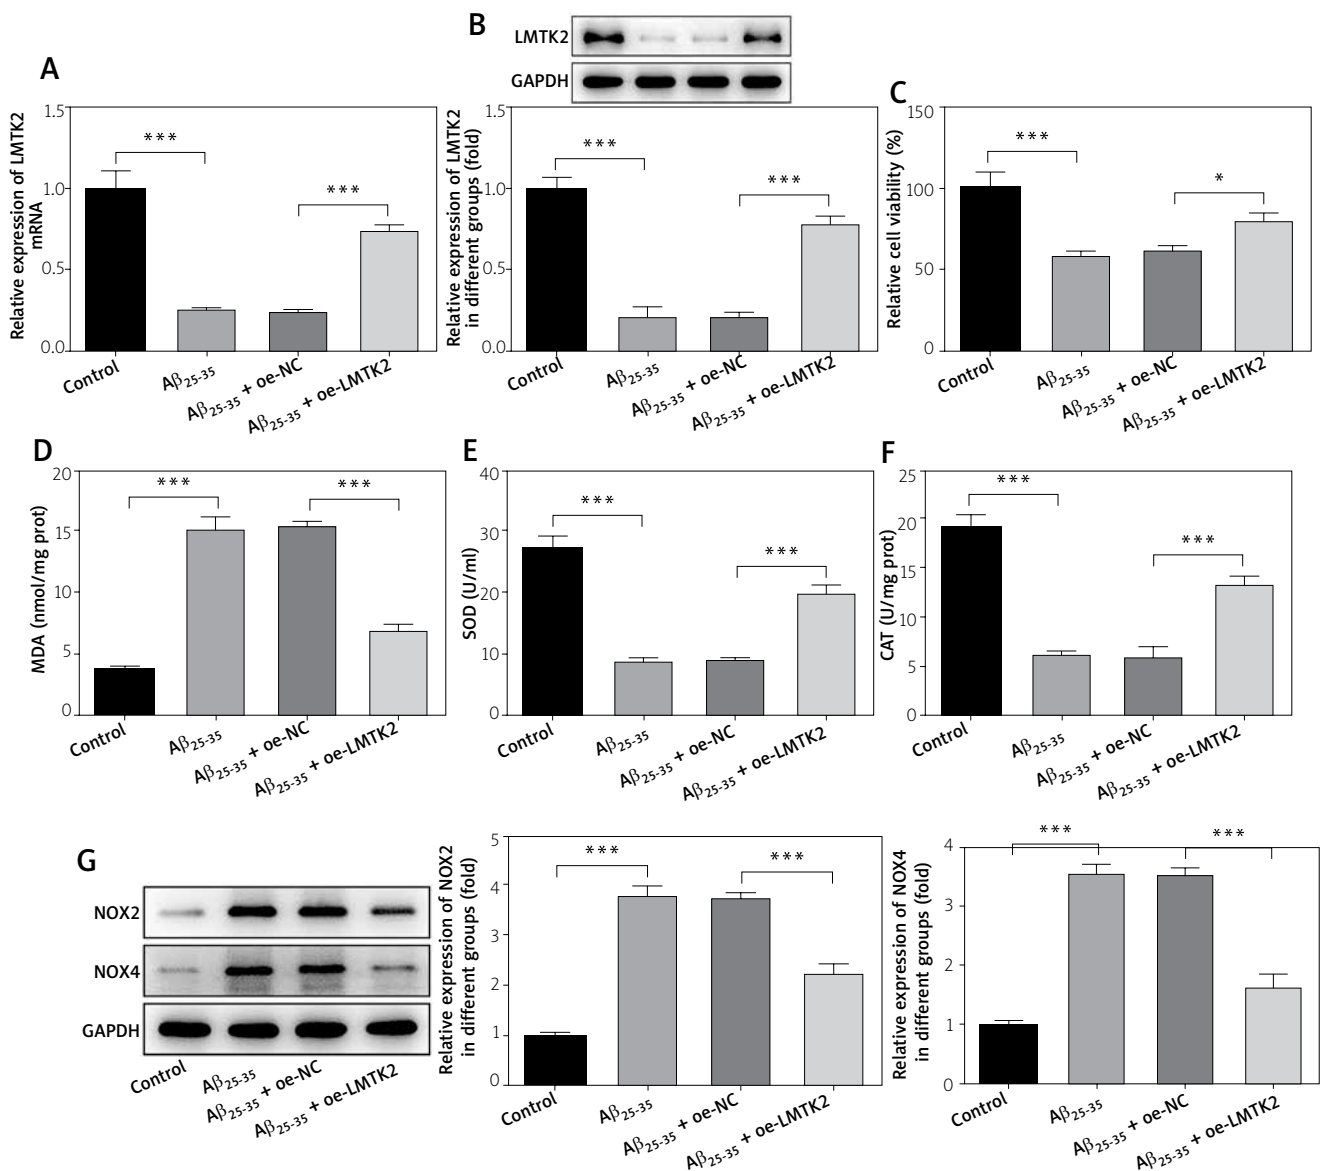 A
Relative expression of LMTK2
mRNA
1.5
1.0
0.5
0.0
***
***
Control
Aβ25-35
Aβ25-35 + oe-NC
Aβ25-35 + oe-LMTK2
B
LMTK2
GAPDH
Relative expression of LMTK2
in different groups (fold)
1.5
1.0
0.5
0.0
***
***
Control
Aβ25-35
Aβ25-35 + oe-NC
Aβ25-35 + oe-LMTK2
C
Relative cell viability (%)
150
100
50
0
***
*
Control
Aβ25-35
Aβ25-35 + oe-NC
Aβ25-35 + oe-LMTK2
D
MDA (nmol/mg prot)
20
15
10
5
0
***
***
Control
Aβ25-35
Aβ25-35 + oe-NC
Aβ25-35 + oe-LMTK2
E
SOD (U/ml)
40
30
20
10
0
***
***
Control
Aβ25-35
Aβ25-35 + oe-NC
Aβ25-35 + oe-LMTK2
F
CAT (U/mg prot)
25
20
15
10
5
0
***
***
Control
Aβ25-35
Aβ25-35 + oe-NC
Aβ25-35 + oe-LMTK2
G
NOX2
NOX4
GAPDH
Control
Aβ25-35
Aβ25-35 + oe-NC
Aβ25-35 + oe-LMTK2
Relative expression of NOX2
in different groups (fold)
5
4
3
2
1
0
***
***
Control
Aβ25-35
Aβ25-35 + oe-NC
Aβ25-35 + oe-LMTK2
Relative expression of NOX4
in different groups (fold)
4
3
2
1
0
***
***
Control
Aβ25-35
Aβ25-35 + oe-NC
Aβ25-35 + oe-LMTK2